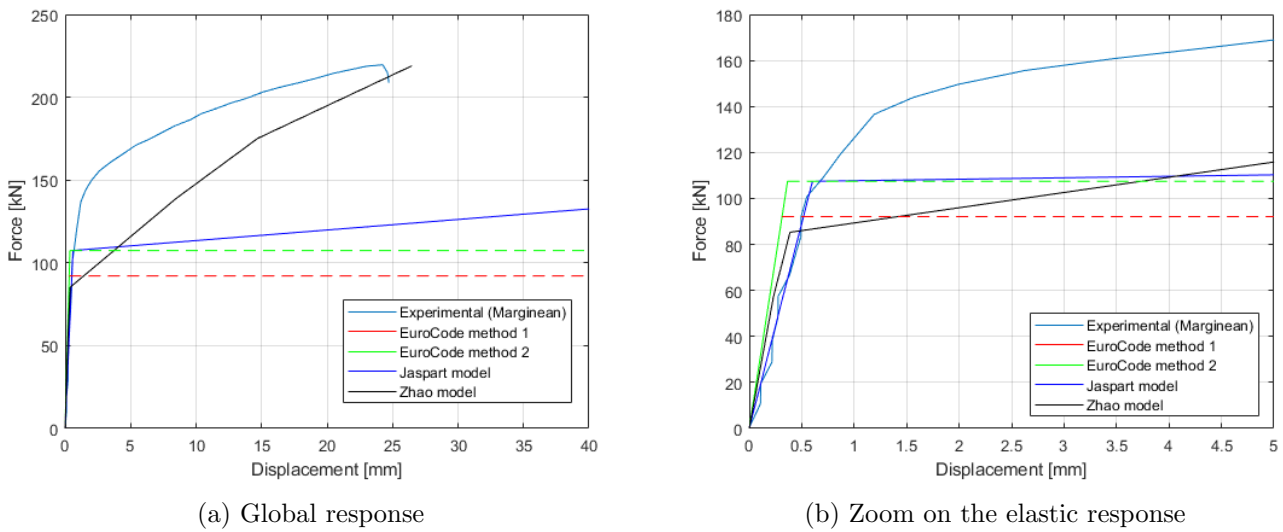 250
200
150
100
50
0
Force [kN]
0 5 10 15 20 25 30 35 40
Displacement [mm]
Experimental (Marginean)
EuroCode method 1
EuroCode method 2
Jaspart model
Zhao model
(a) Global response
180
160
140
120
100
80
60
40
20
0
Force [kN]
0 0.5 1 1.5 2 2.5 3 3.5 4 4.5 5
Displacement [mm]
Experimental (Marginean)
EuroCode method 1
EuroCode method 2
Jaspart model
Zhao model
(b) Zoom on the elastic response